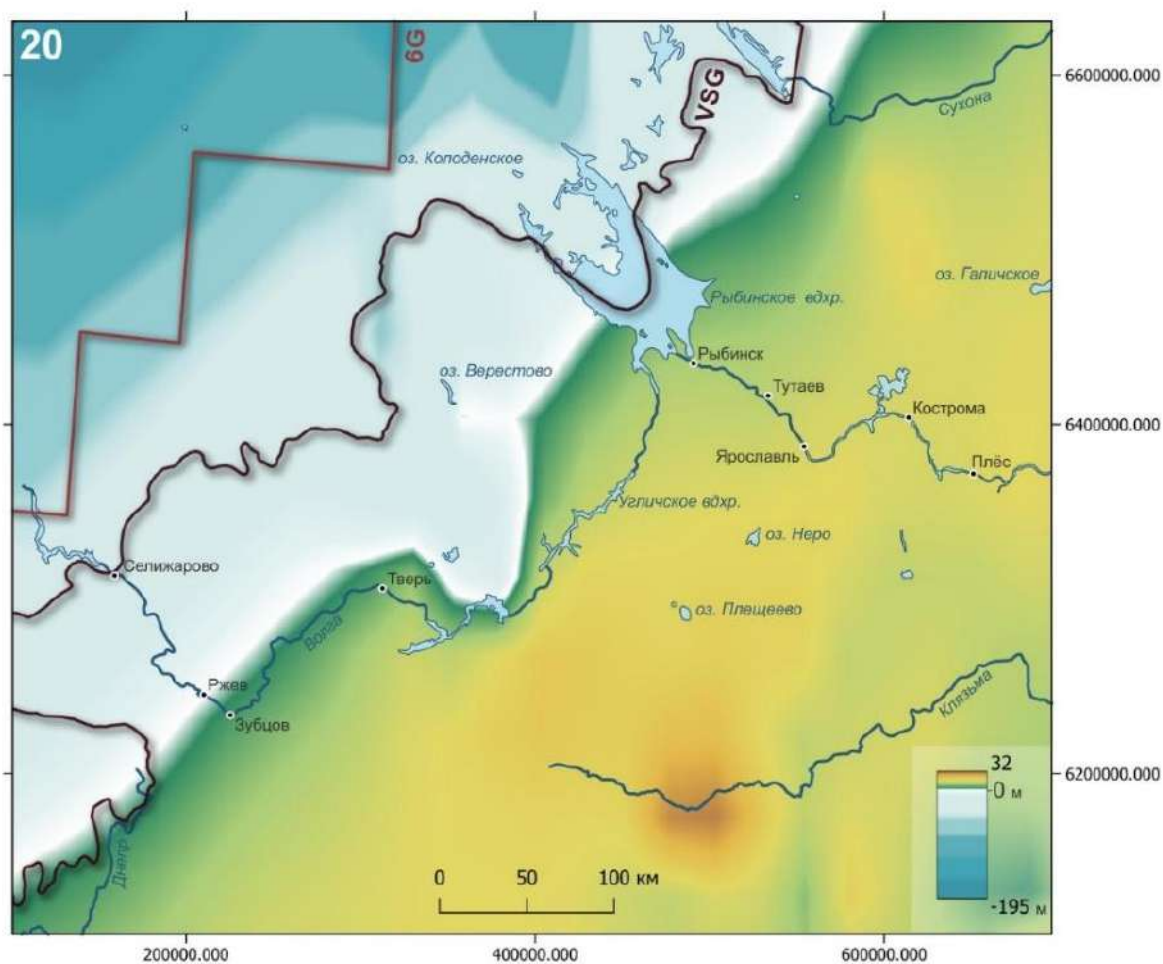 20
6G
VSG
6600000.000
Сухона
оз. Коподенское
оз. Галичское
Рыбинское вдхр.
Рыбинск
оз. Верестово
Тутаев
Кострома
6400000.000
Ярославль
Плёс
Угличское вдхр.
оз. Неро
Селижарово
Тверь
оз. Плещеево
Волга
Ржев
Клязьма
Зубцов
32
6200000.000
0 м
Днепр
0 50 100 км
-195 м
200000.000 400000.000 600000.000